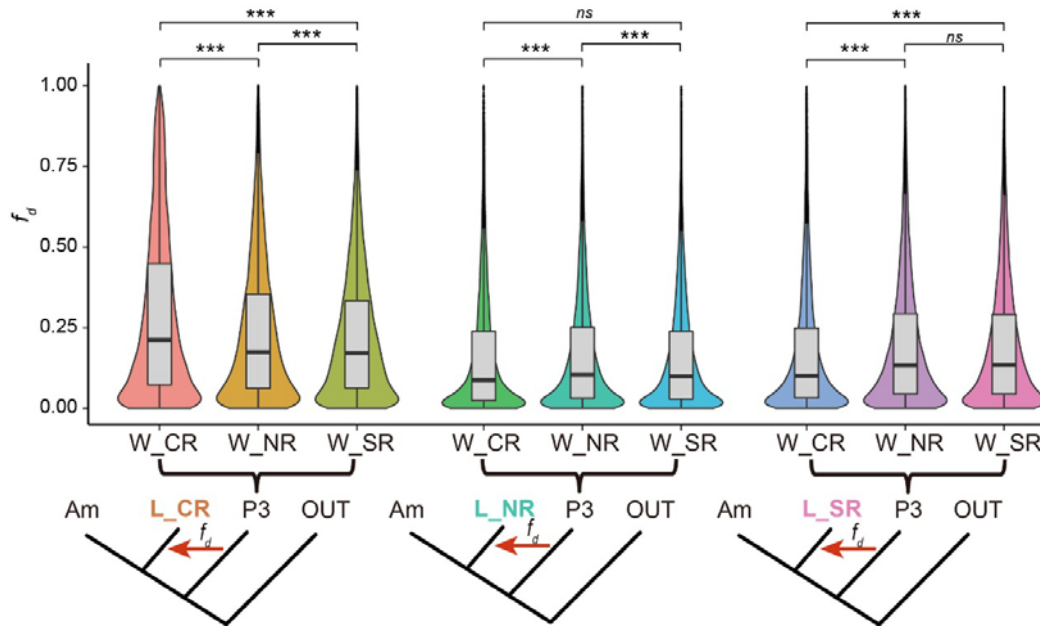 *** ns ***
*** *** *** *** *** ns
1.00
0.75
0.50
0.25
0.00
f_d
W_CR W_NR W_SR W_CR W_NR W_SR W_CR W_NR W_SR
Am L_CR P3 OUT Am L_NR P3 OUT Am L_SR P3 OUT
f_d f_d f_d